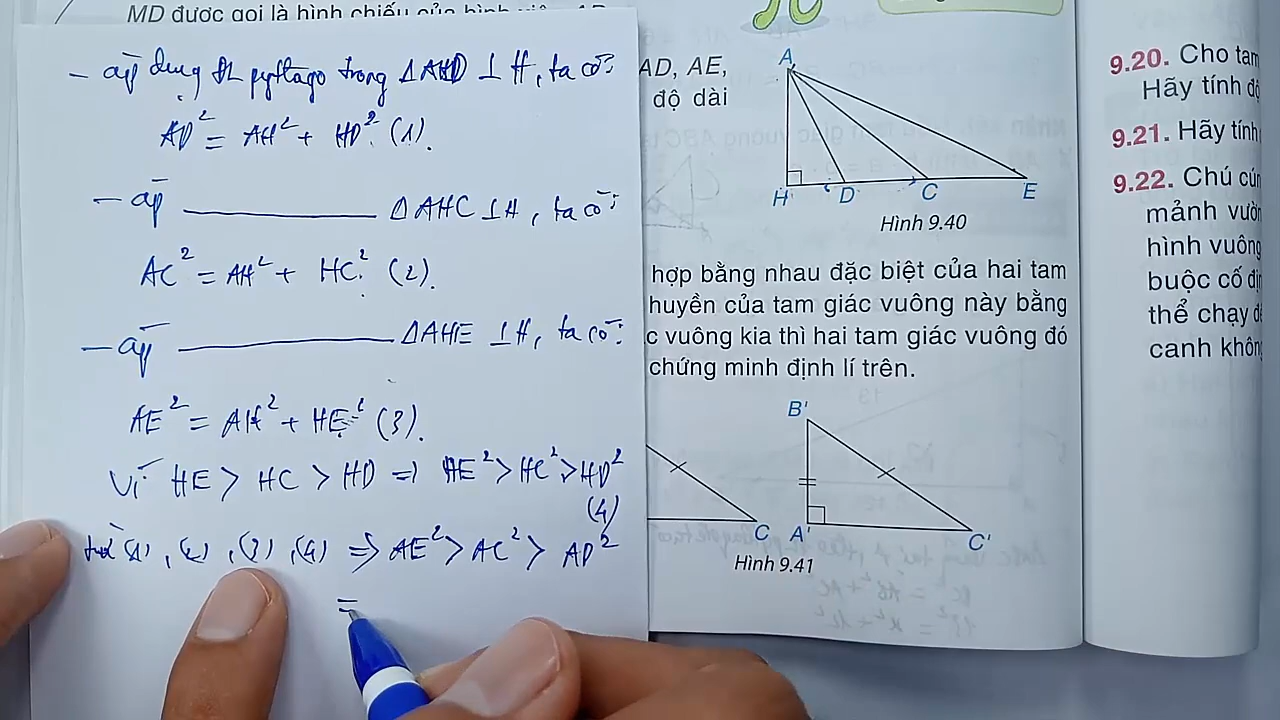 MD được gọi là hình chiếu của hình
– áp dụng ĐL pytago trong ΔAHD ⊥ H, ta có:
AD² = AH² + HD² (1).
– áp ———— ΔAHC ⊥ H, ta có:
AC² = AH² + HC² (2).
– áp ———— ΔAHE ⊥ H, ta có:
AE² = AH² + HE² (3).
Vì HE > HC > HD => HE² > HC² > HD²
(4)
từ (1), (2), (3), (4) => AE² > AC² > AD²
=
AD, AE,
độ dài
A
H
D
C
E
Hình 9.40
hợp bằng nhau đặc biệt của hai tam
huyền của tam giác vuông này bằng
c vuông kia thì hai tam giác vuông đó
chứng minh định lí trên.
B'
C
A'
C'
Hình 9.41
9.20. Cho tam
Hãy tính độ
9.21. Hãy tính
9.22. Chú cún
mảnh vườn
hình vuông
buộc cố định
thể chạy
canh không